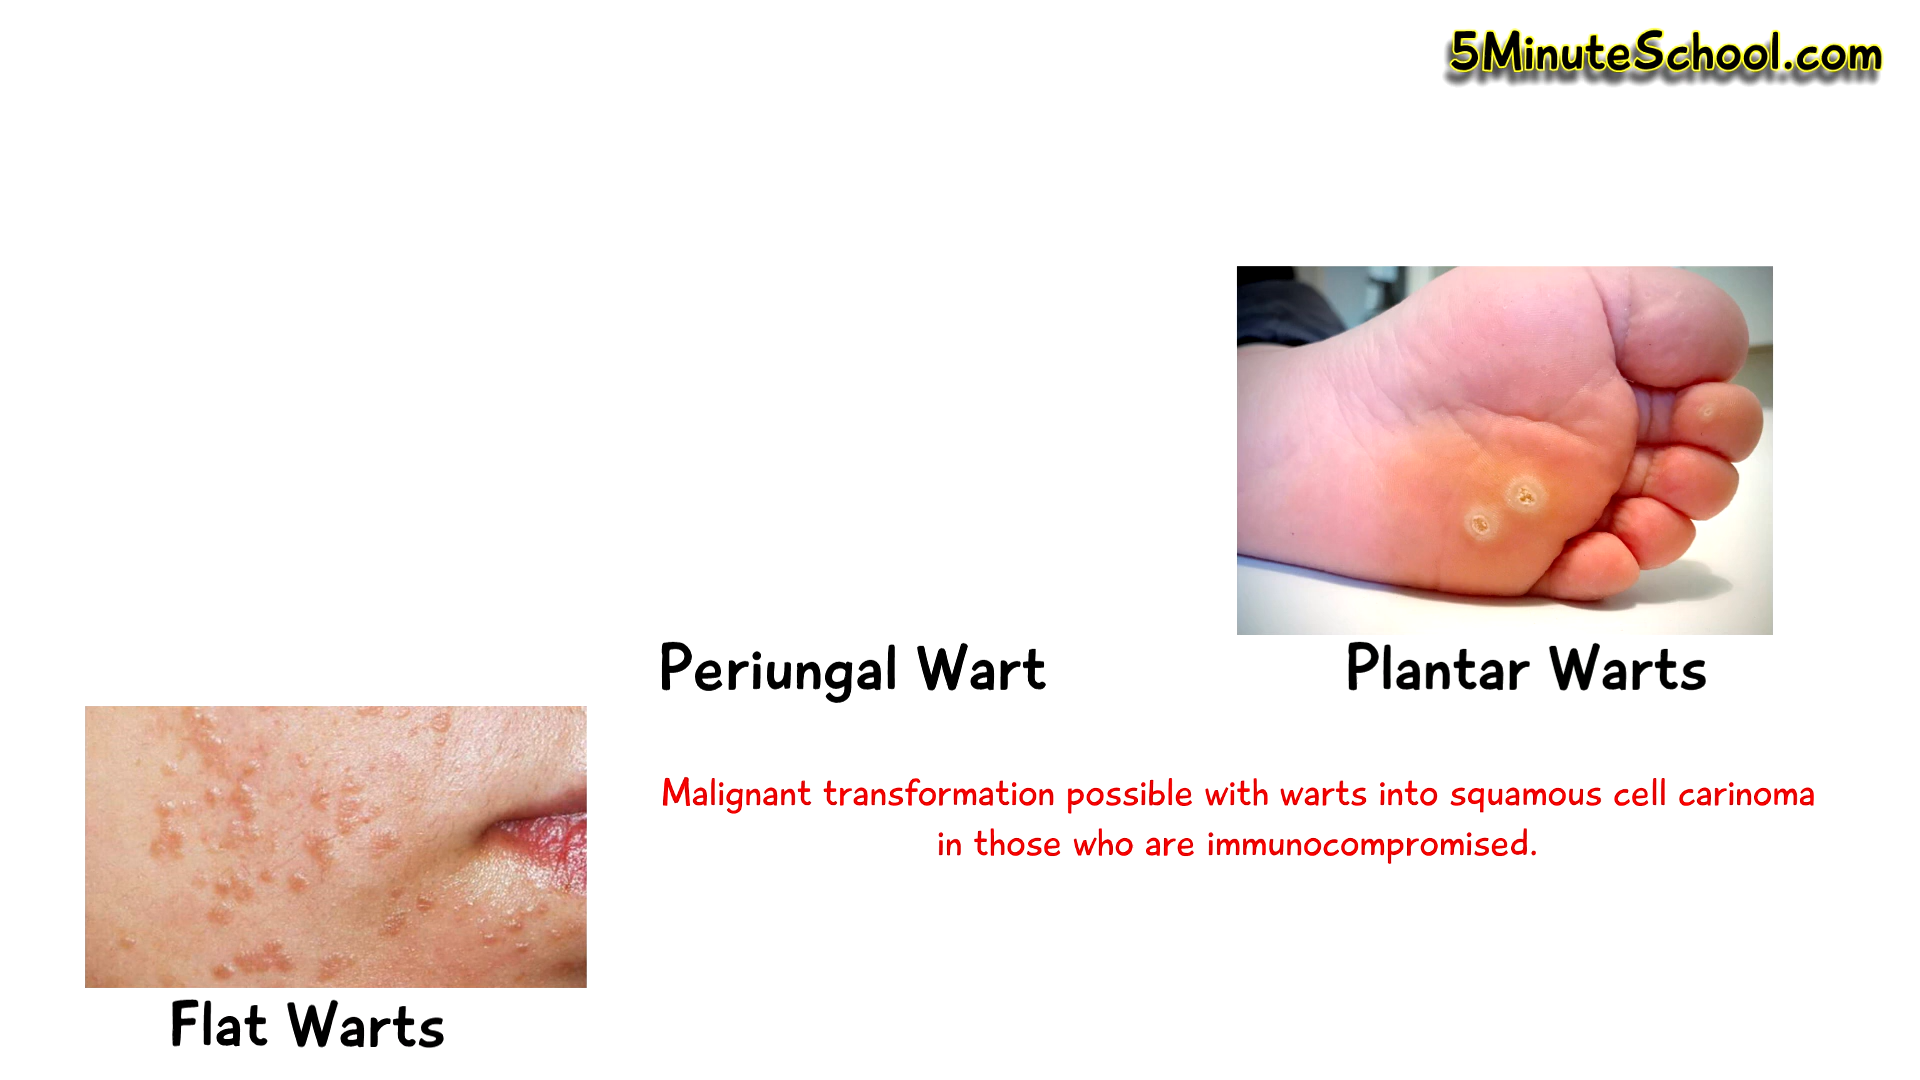 5MinuteSchool.com
Periungal Wart
Plantar Warts
Malignant transformation possible with warts into squamous cell carinoma
in those who are immunocompromised.
Flat Warts